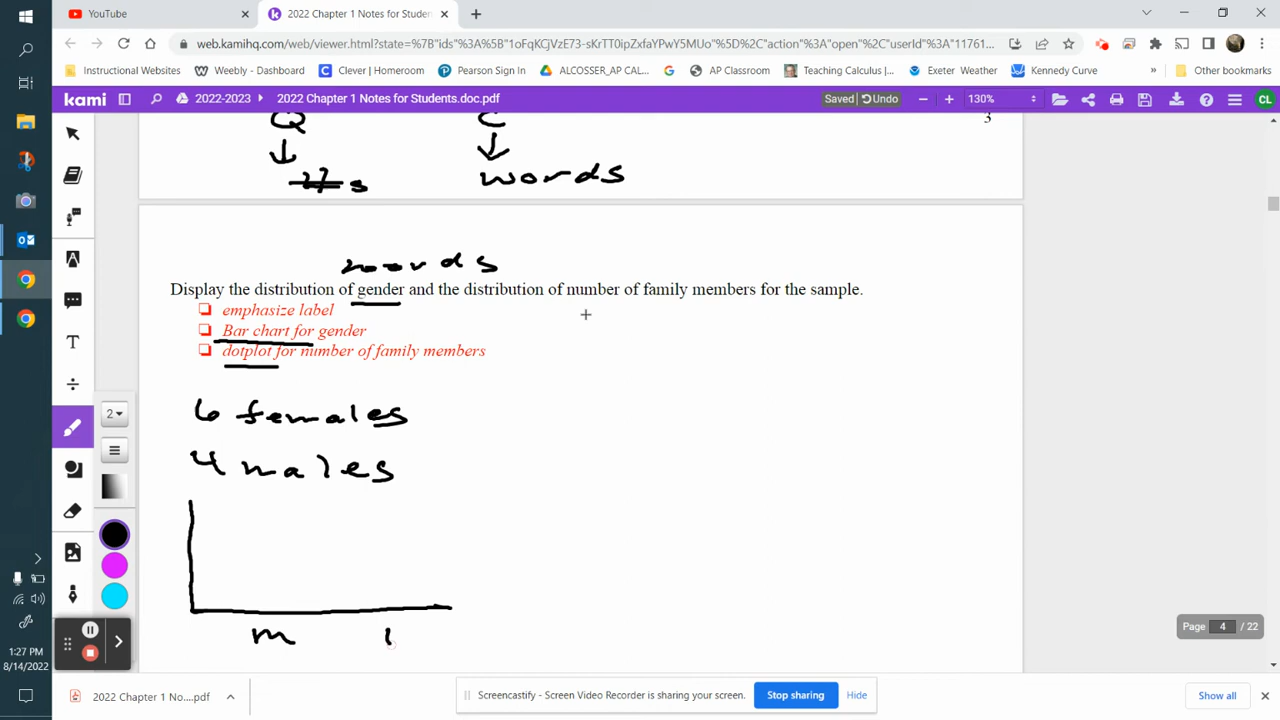 YouTube
2022 Chapter 1 Notes for Student
web.kamihq.com/web/viewer.html?state=%7B"ids"%3A%5B"1oFqKCjVzE73-sKrTT0ipZxfaYPwY5MUo"%5D%2C"action"%3A"open"%2C"userId"%3A"11761...
Instructional Websites
Weebly - Dashboard
Clever | Homeroom
Pearson Sign In
ALCOSSER_AP CAL...
AP Classroom
Teaching Calculus |...
Exeter Weather
Kennedy Curve
»
Other bookmarks
kami
2022-2023
2022 Chapter 1 Notes for Students.doc.pdf
Saved Undo
130%
CL
3
Q C
words
words
Display the distribution of gender and the distribution of number of family members for the sample.
emphasize label
Bar chart for gender
dotplot for number of family members
6 females
4 males
m
T
2
Page 4 / 22
1:27 PM
8/14/2022
2022 Chapter 1 No....pdf
Screencastify - Screen Video Recorder is sharing your screen.
Stop sharing
Hide
Show all